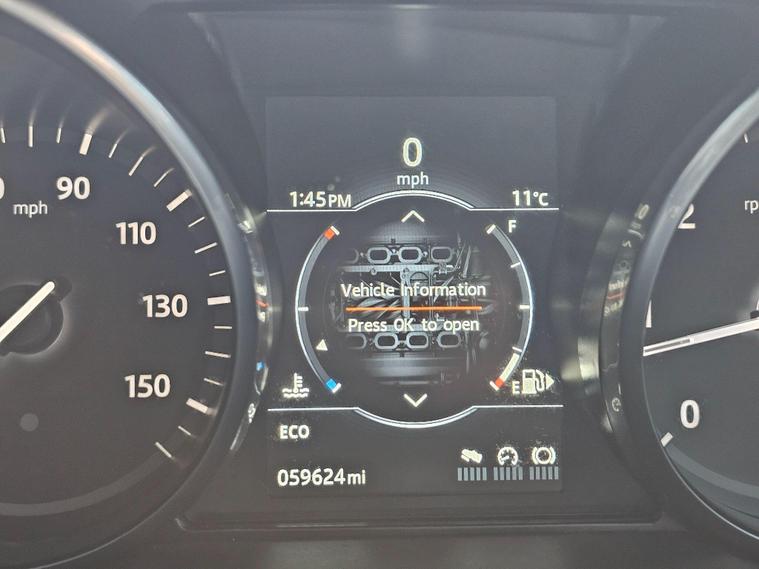 0
mph
1:45PM
11°C
90
mph
110
130
150
F
Vehicle Information
Press OK to open
E
ECO
059624mi
2
1
0